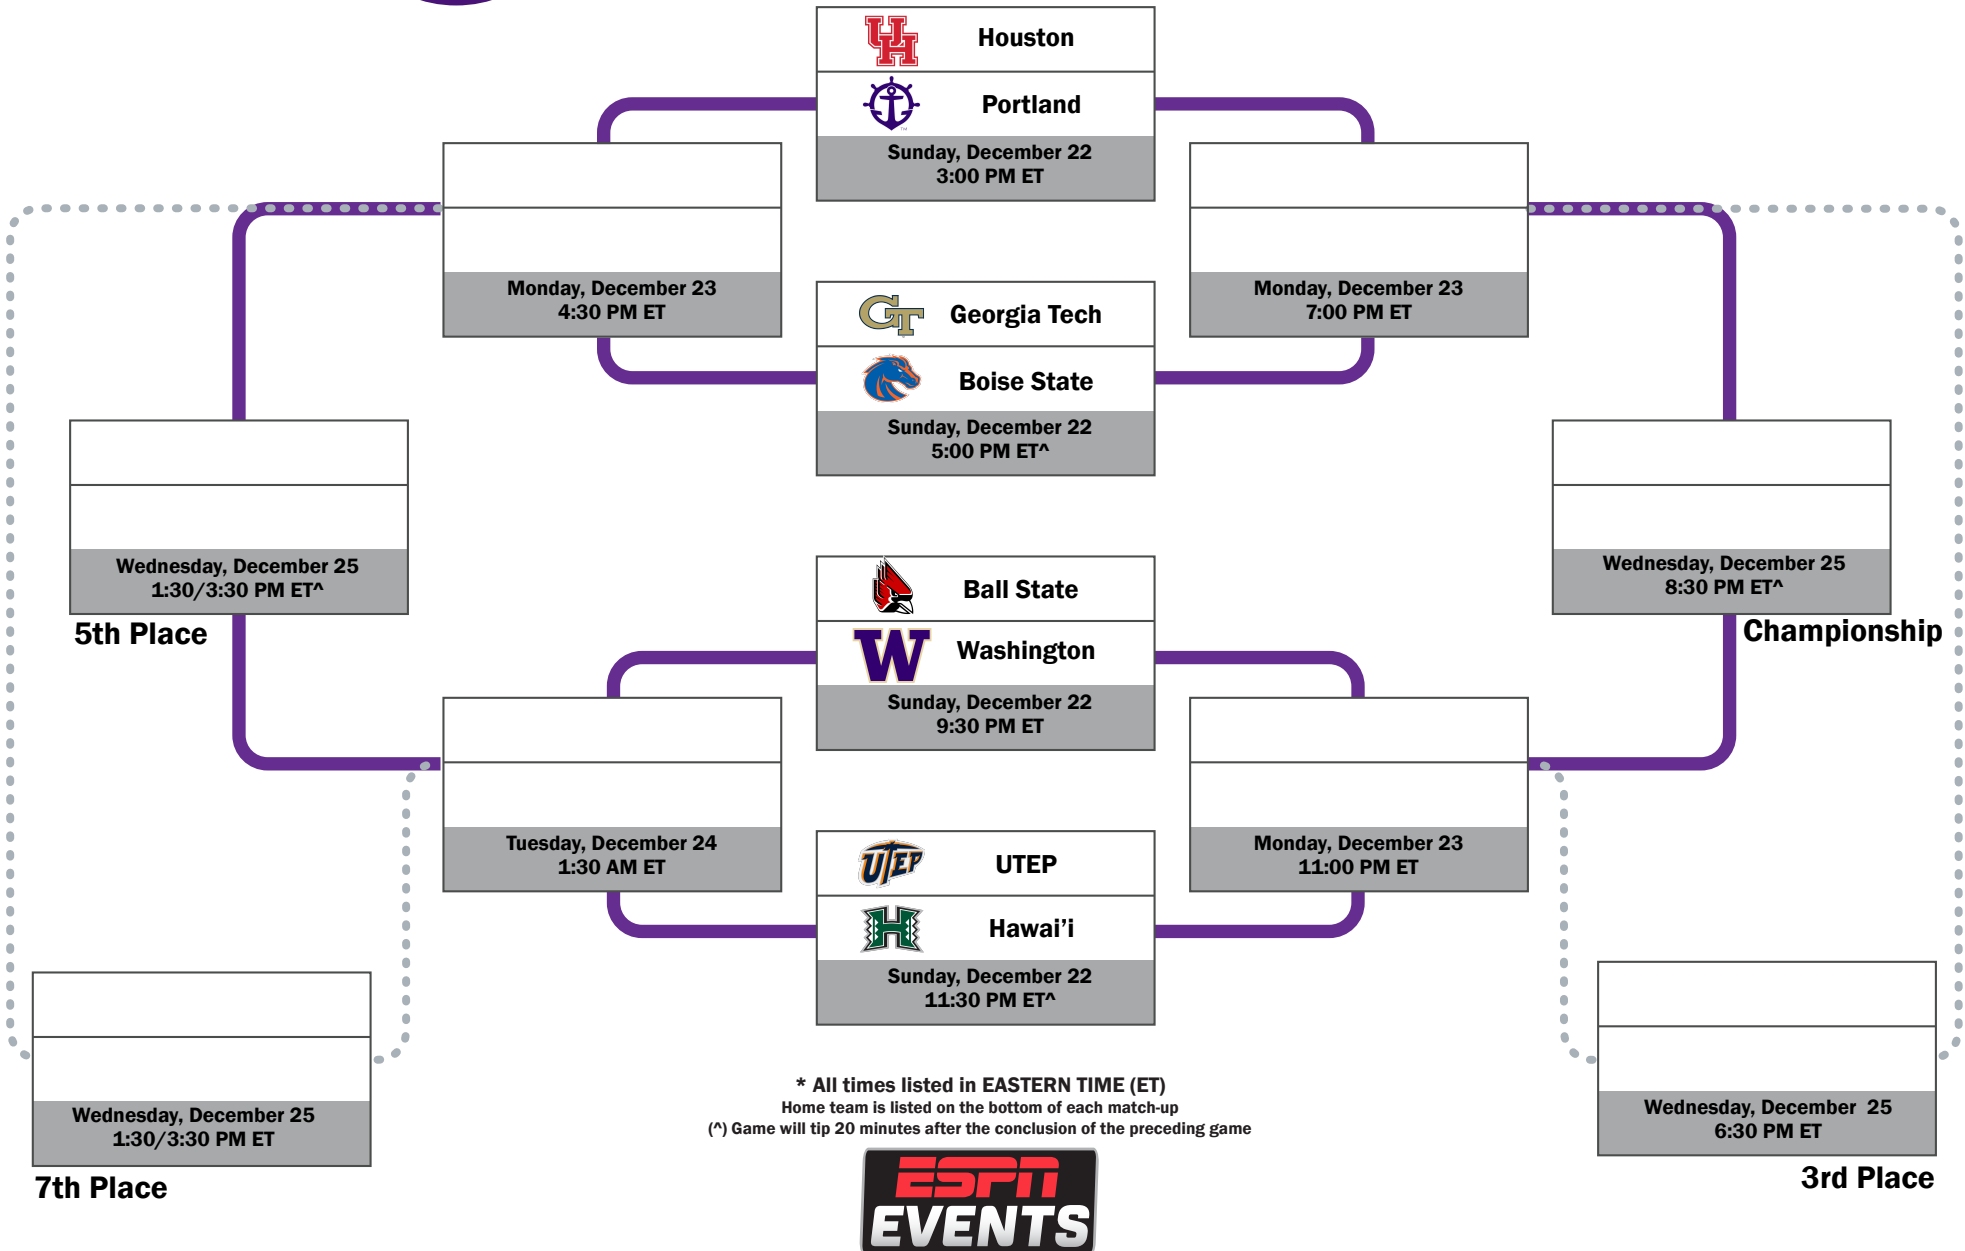 Houston
Portland
Sunday, December 22
3:00 PM ET
Monday, December 23
4:30 PM ET
Monday, December 23
7:00 PM ET
GT
Georgia Tech
Boise State
Sunday, December 22
5:00 PM ET^
Wednesday, December 25
1:30/3:30 PM ET^
5th Place
Wednesday, December 25
8:30 PM ET^
Championship
Ball State
W
Washington
Sunday, December 22
9:30 PM ET
Tuesday, December 24
1:30 AM ET
Monday, December 23
11:00 PM ET
UTEP
UTEP
H
Hawai’i
Sunday, December 22
11:30 PM ET^
Wednesday, December 25
1:30/3:30 PM ET
7th Place
Wednesday, December 25
6:30 PM ET
3rd Place
* All times listed in EASTERN TIME (ET)
Home team is listed on the bottom of each match-up
(^) Game will tip 20 minutes after the conclusion of the preceding game
ESPN
EVENTS